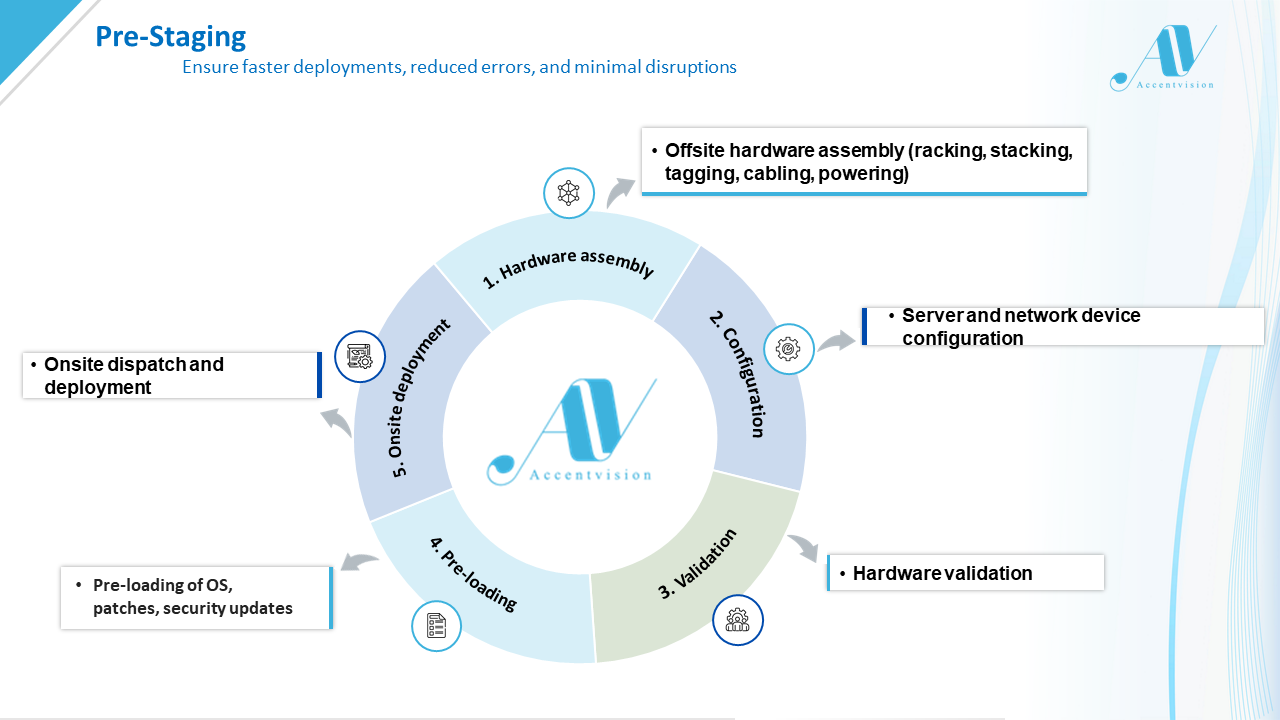 Pre-Staging
Ensure faster deployments, reduced errors, and minimal disruptions
Accentvision
• Offsite hardware assembly (racking, stacking,
tagging, cabling, powering)
1. Hardware assembly
2. Configuration
• Server and network device
configuration
3. Validation
• Hardware validation
4. Pre-loading
• Pre-loading of OS,
patches, security updates
5. Onsite deployment
• Onsite dispatch and
deployment
Accentvision